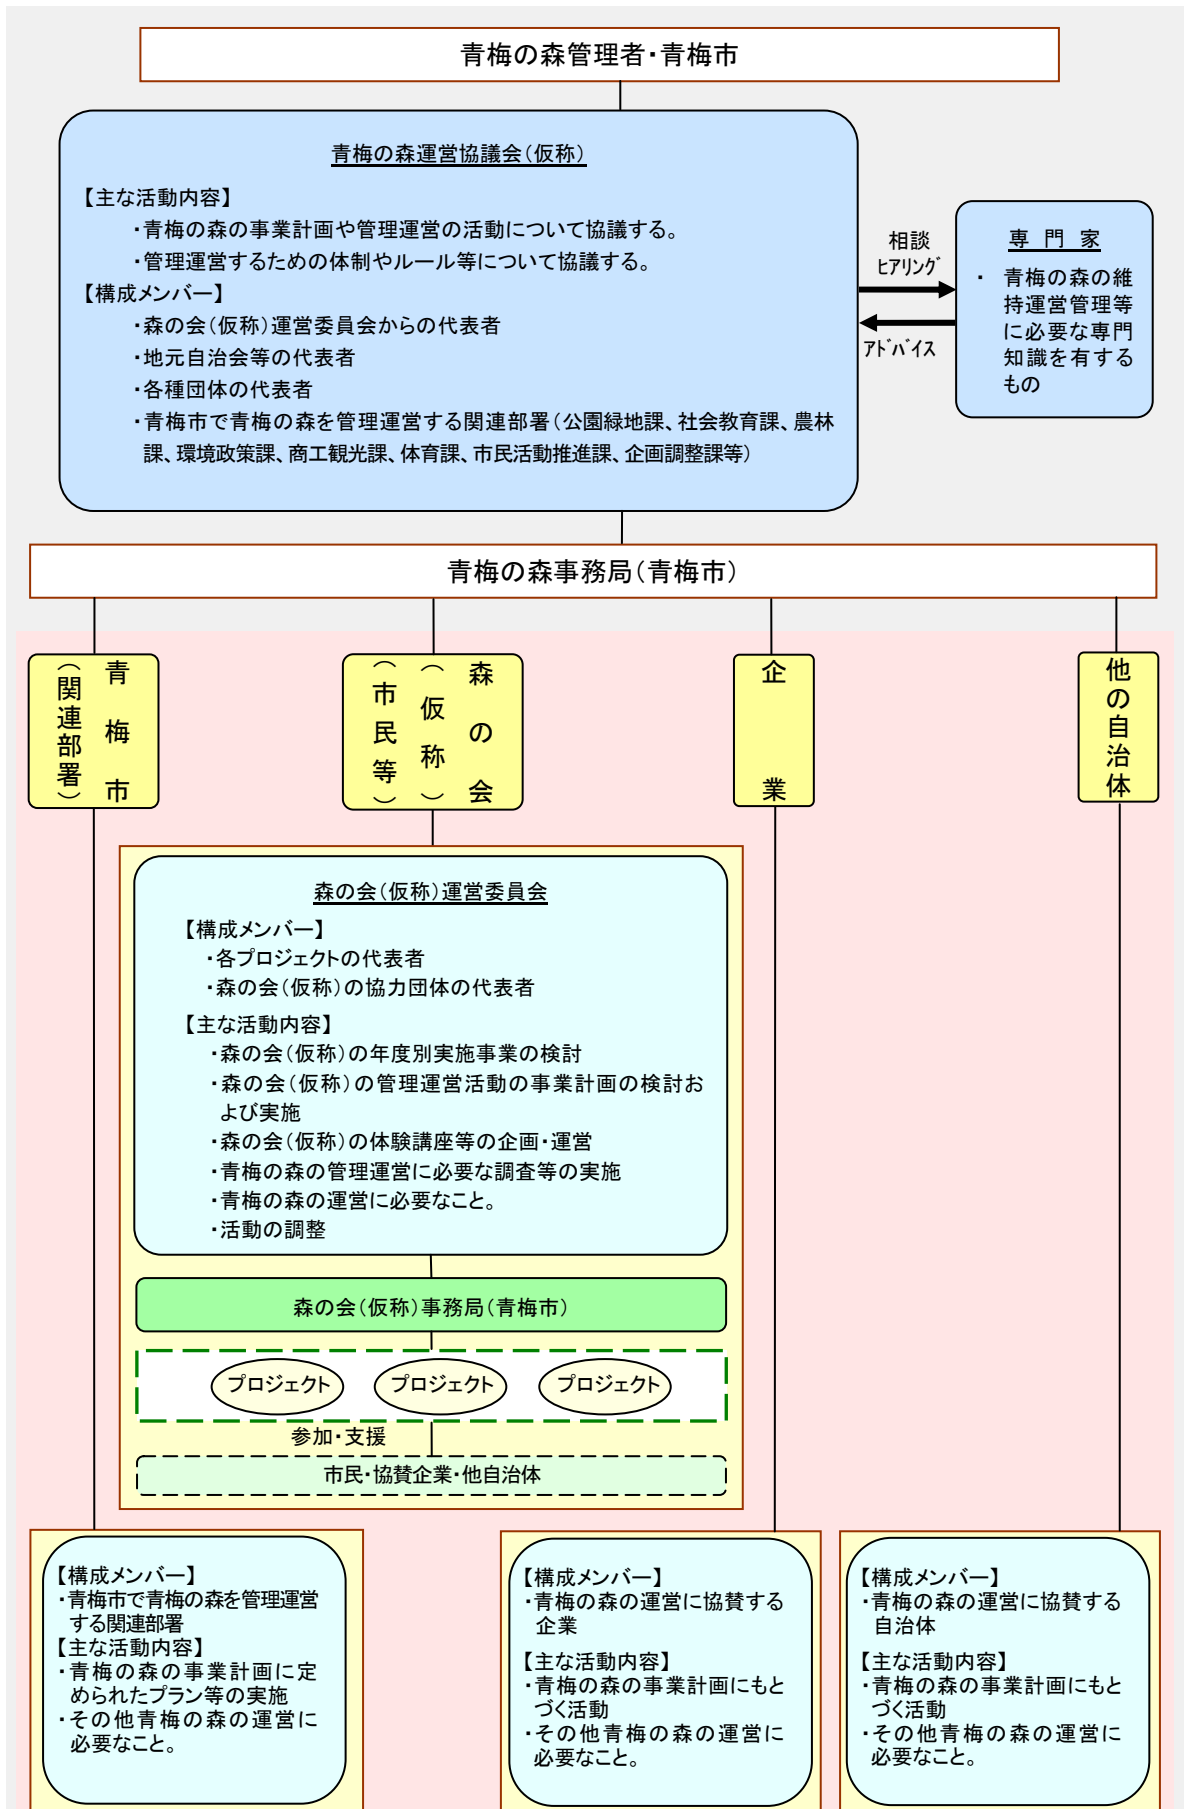 青梅の森管理者・青梅市
青梅の森運営協議会(仮称)
【主な活動内容】
・青梅の森の事業計画や管理運営の活動について協議する。
・管理運営するための体制やルール等について協議する。
【構成メンバー】
・森の会(仮称)運営委員会からの代表者
・地元自治会等の代表者
・各種団体の代表者
・青梅市で青梅の森を管理運営する関連部署(公園緑地課、社会教育課、農林
課、環境政策課、商工観光課、体育課、市民活動推進課、企画調整課等)
相談
ﾋｱﾘﾝｸﾞ
ｱﾄﾞﾊﾞｲｽ
専門家
・ 青梅の森の維
持運営管理等
に必要な専門
知識を有する
もの
青梅の森事務局(青梅市)
青梅市
(関連部署)
森の会
(仮称)
(市民等)
企業
他の自治体
森の会(仮称)運営委員会
【構成メンバー】
・各プロジェクトの代表者
・森の会(仮称)の協力団体の代表者
【主な活動内容】
・森の会(仮称)の年度別実施事業の検討
・森の会(仮称)の管理運営活動の事業計画の検討お
よび実施
・森の会(仮称)の体験講座等の企画・運営
・青梅の森の管理運営に必要な調査等の実施
・青梅の森の運営に必要なこと。
・活動の調整
森の会(仮称)事務局(青梅市)
プロジェクト
プロジェクト
プロジェクト
参加・支援
市民・協賛企業・他自治体
【構成メンバー】
・青梅市で青梅の森を管理運営
する関連部署
【主な活動内容】
・青梅の森の事業計画に定
められたプラン等の実施
・その他青梅の森の運営に
必要なこと。
【構成メンバー】
・青梅の森の運営に協賛する
企業
【主な活動内容】
・青梅の森の事業計画にもと
づく活動
・その他青梅の森の運営に
必要なこと。
【構成メンバー】
・青梅の森の運営に協賛する
自治体
【主な活動内容】
・青梅の森の事業計画にもと
づく活動
・その他青梅の森の運営に
必要なこと。